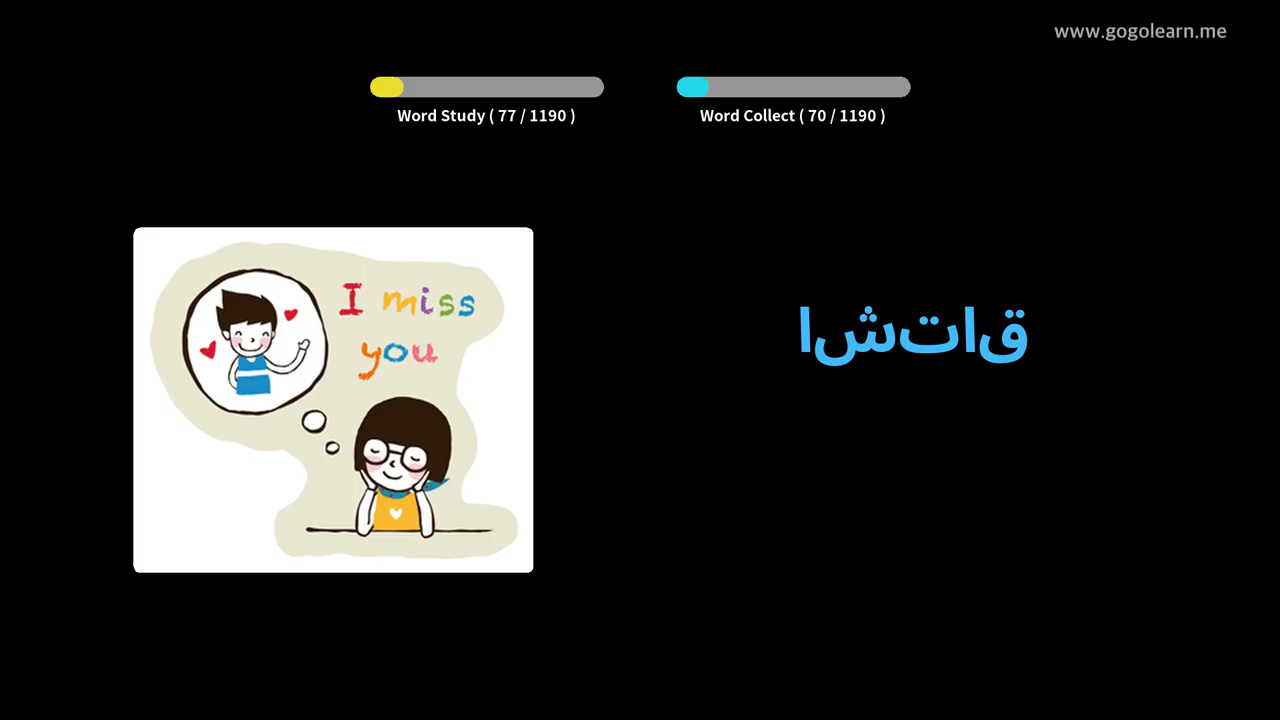 www.gogolearn.me
Word Study ( 77 / 1190 )
Word Collect ( 70 / 1190 )
I miss
you
اشتاق